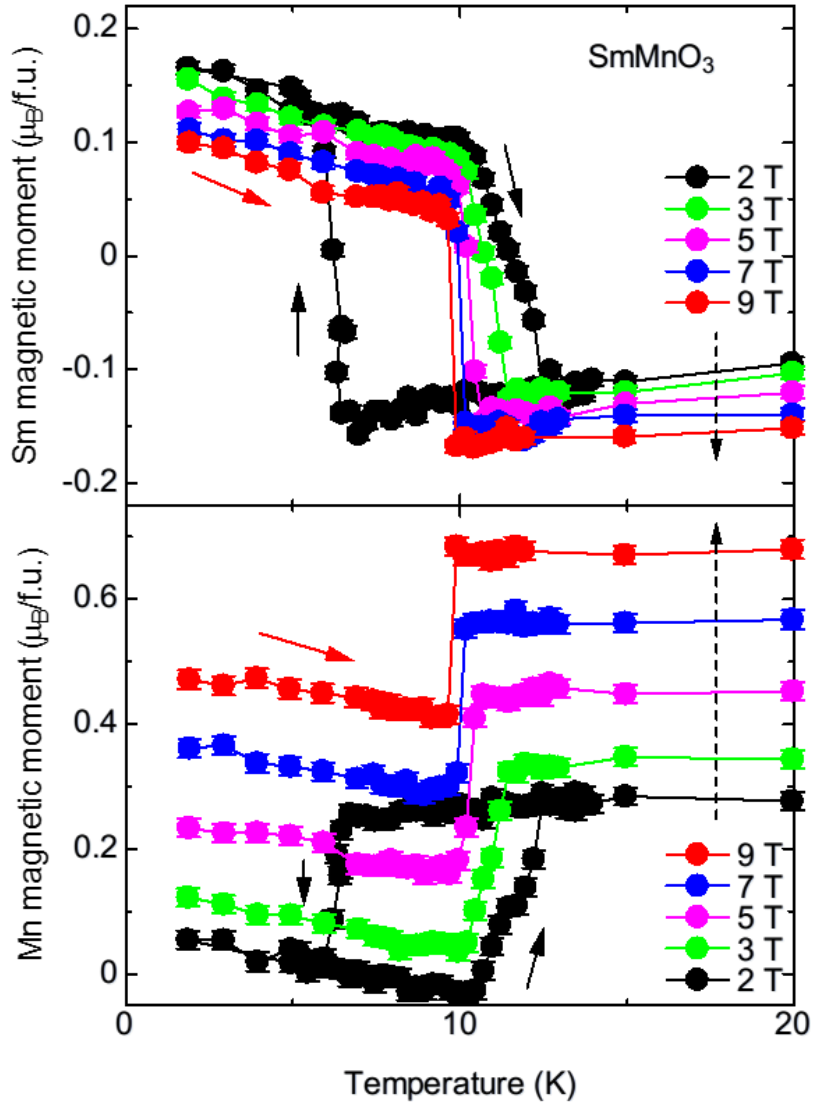 0.2
SmMnO₃
0.1
2 T
3 T
0
5 T
7 T
9 T
-0.1
-0.2
Sm magnetic moment (μB/f.u.)
0.6
0.4
0.2
9 T
7 T
5 T
3 T
0
2 T
Mn magnetic moment (μB/f.u.)
0
10
20
Temperature (K)